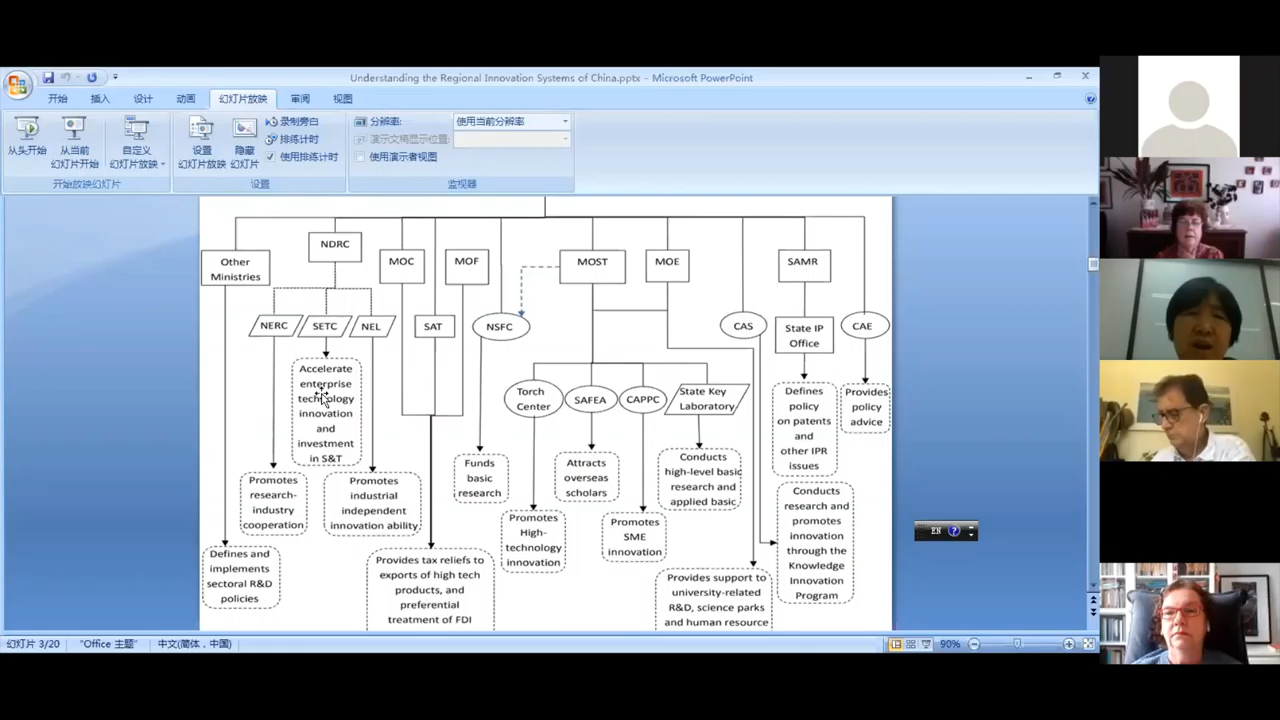 Understanding the Regional Innovation Systems of China.pptx - Microsoft PowerPoint
开始 插入 设计 动画 幻灯片放映 审阅 视图
从头开始
从当前
幻灯片开始
自定义
幻灯片放映
开始放映幻灯片
设置
幻灯片放映
隐藏
幻灯片
录制旁白
排练计时
使用排练计时
设置
分辨率:
使用当前分辨率
演示文稿显示位置:
使用演示者视图
监视器
Other
Ministries
NDRC
MOC
MOF
MOST
MOE
SAMR
NERC
SETC
NEL
SAT
NSFC
CAS
State IP
Office
CAE
Torch
Center
SAFEA
CAPPC
State Key
Laboratory
Accelerate
enterprise
technology
innovation
and
investment
in S&T
Defines
policy
on patents
and
other IPR
issues
Provides
policy
advice
Promotes
research-
industry
cooperation
Promotes
industrial
independent
innovation ability
Funds
basic
research
Attracts
overseas
scholars
Conducts
high-level basic
research and
applied basic
Promotes
High-
technology
innovation
Promotes
SME
innovation
Conducts
research and
promotes
innovation
through the
Knowledge
Innovation
Program
Defines and
implements
sectoral R&D
policies
Provides tax reliefs to
exports of high tech
products, and
preferential
treatment of FDI
Provides support to
university-related
R&D, science parks
and human resource
EN
幻灯片 3/20
"Office 主题"
中文(简体, 中国)
90%